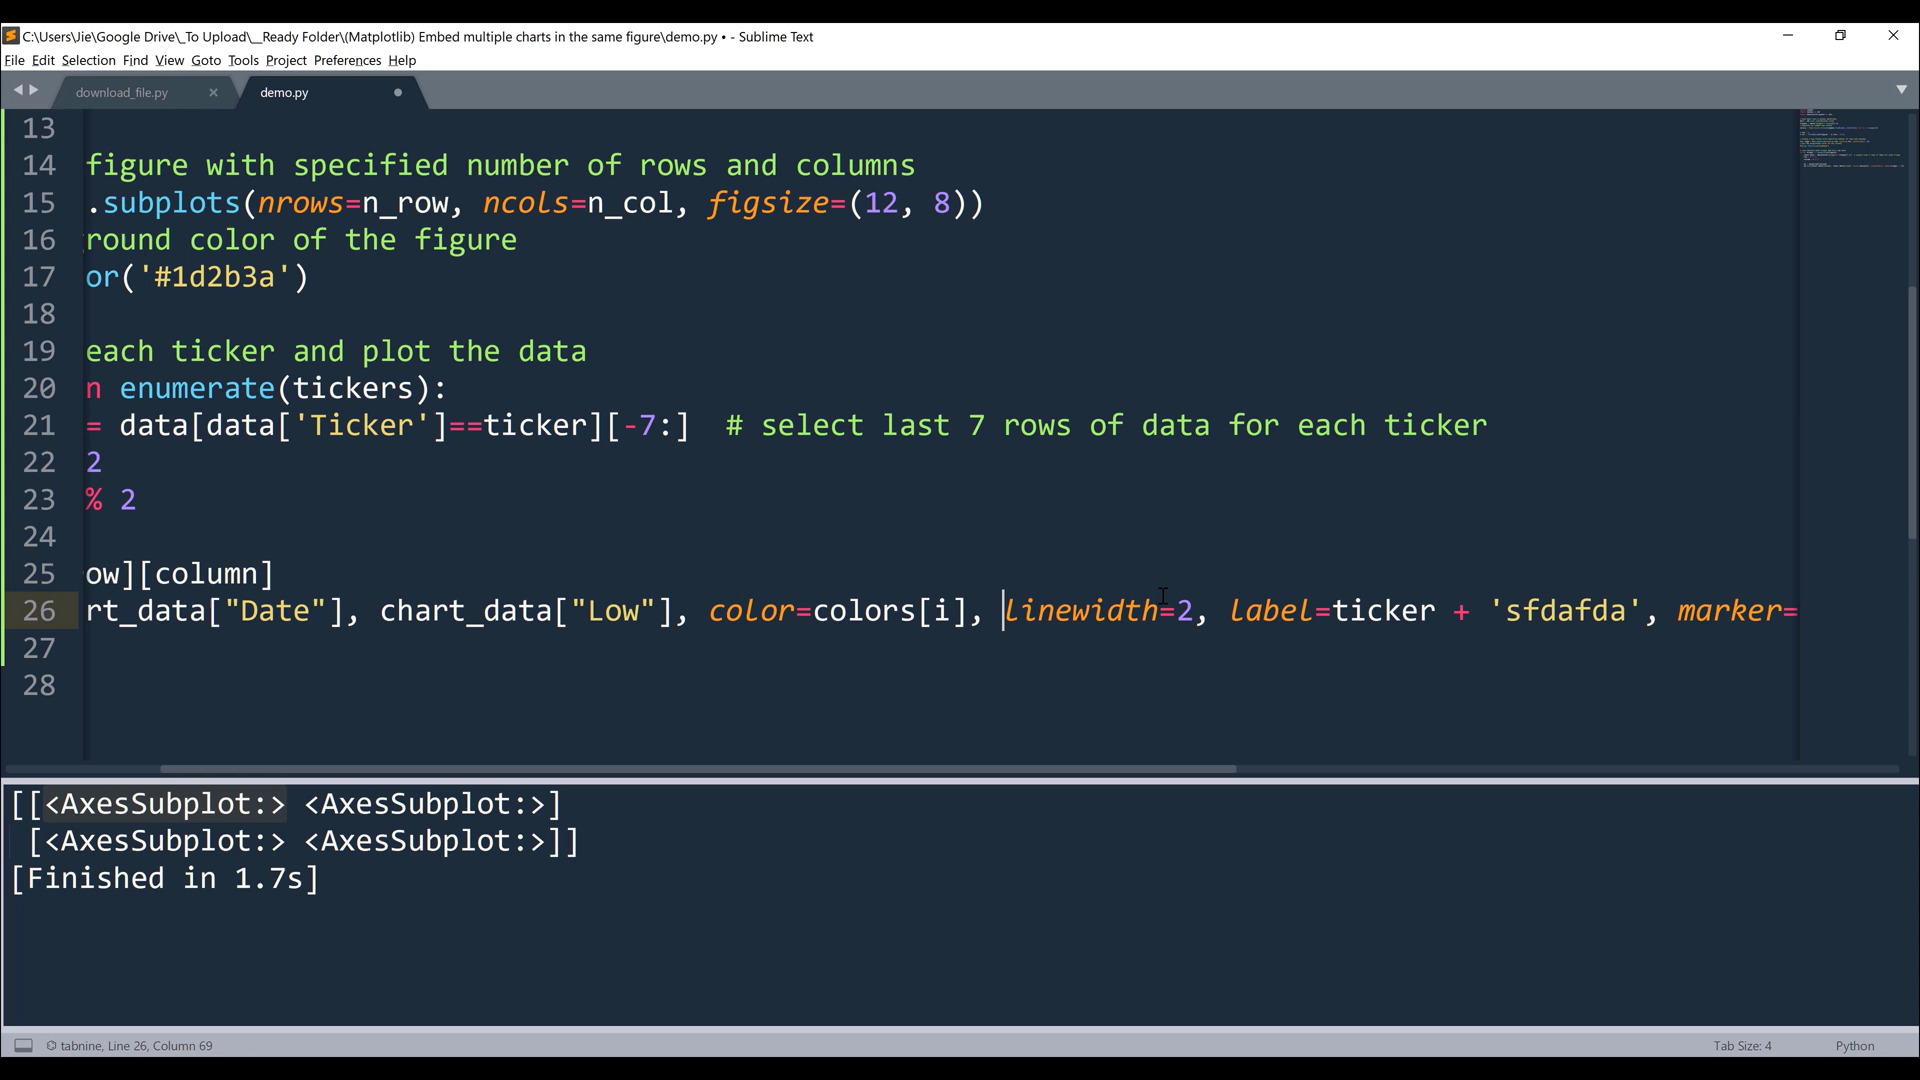 C:\Users\Jie\Google Drive\_To Upload\__Ready Folder\(Matplotlib) Embed multiple charts in the same figure\demo.py • - Sublime Text
File Edit Selection Find View Goto Tools Project Preferences Help
download_file.py × demo.py
13
14 figure with specified number of rows and columns
15 .subplots(nrows=n_row, ncols=n_col, figsize=(12, 8))
16 round color of the figure
17 or('#1d2b3a')
18
19 each ticker and plot the data
20 n enumerate(tickers):
21 = data[data['Ticker']==ticker][-7:]  # select last 7 rows of data for each ticker
22 2
23 % 2
24
25 ow][column]
26 rt_data["Date"], chart_data["Low"], color=colors[i], linewidth=2, label=ticker + 'sfdafda', marker=
27
28
[[<AxesSubplot:> <AxesSubplot:>]
 [<AxesSubplot:> <AxesSubplot:>]]
[Finished in 1.7s]
tabnine, Line 26, Column 69 Tab Size: 4 Python